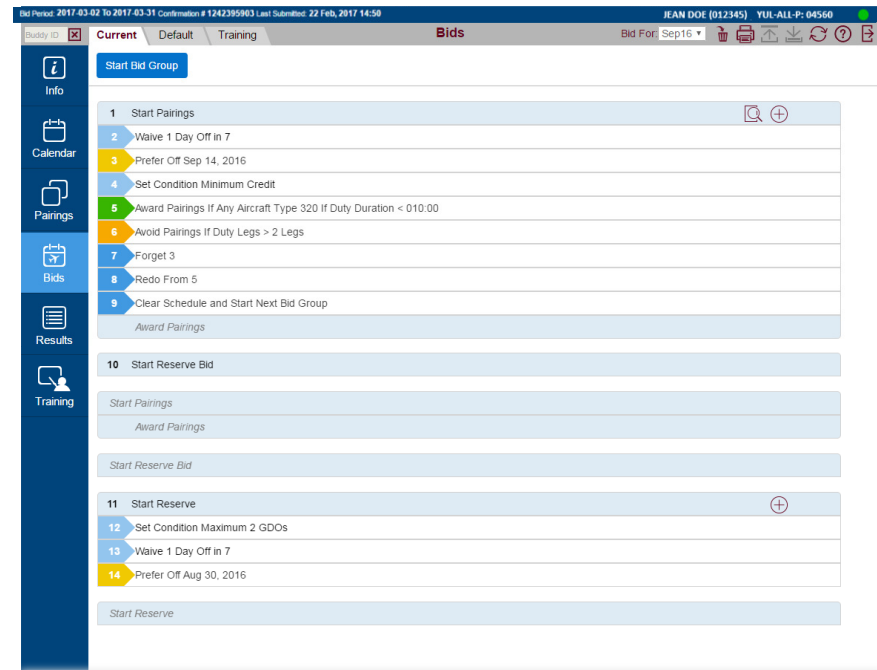 Bid Period: 2017-03-02 To 2017-03-31 Confirmation # 1242395903 Last Submitted: 22 Feb, 2017 14:50 JEAN DOE (012345) YUL-ALL-P: 04560
Buddy ID Current Default Training Bids Bid For: Sep16
Start Bid Group
Info
Calendar
Pairings
Bids
Results
Training
1 Start Pairings
2 Waive 1 Day Off in 7
3 Prefer Off Sep 14, 2016
4 Set Condition Minimum Credit
5 Award Pairings If Any Aircraft Type 320 If Duty Duration < 010:00
6 Avoid Pairings If Duty Legs > 2 Legs
7 Forget 3
8 Redo From 5
9 Clear Schedule and Start Next Bid Group
Award Pairings
10 Start Reserve Bid
Start Pairings
Award Pairings
Start Reserve Bid
11 Start Reserve
12 Set Condition Maximum 2 GDOs
13 Waive 1 Day Off in 7
14 Prefer Off Aug 30, 2016
Start Reserve